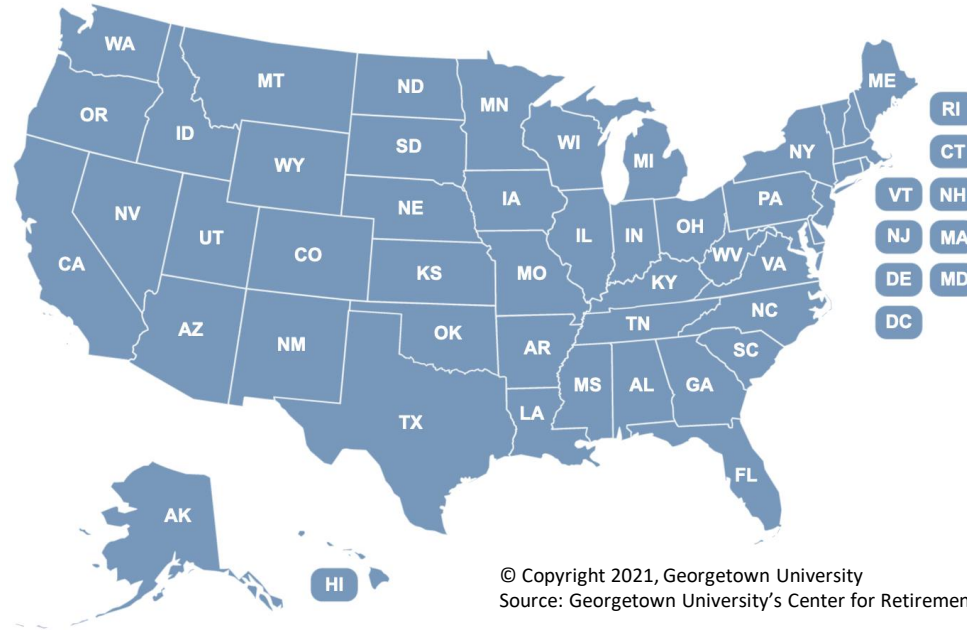 WA
MT
ND
MN
ME
OR
ID
SD
WI
MI
NY
RI
CT
WY
IA
PA
VT NH
NV
NE
IL IN OH
NJ MA
UT
CO
WV
VA
CA
KS
MO
KY
DE MD
AZ
NM
OK
TN
NC
DC
AR
SC
MS AL GA
LA
TX
FL
AK
HI
© Copyright 2021, Georgetown University
Source: Georgetown University's Center for